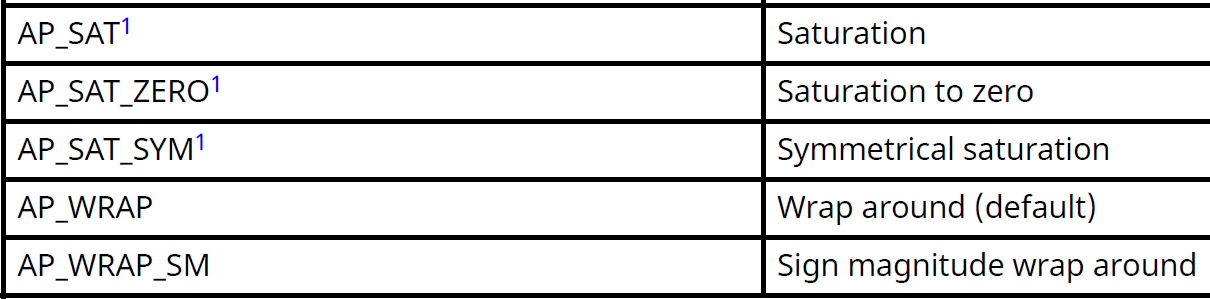 AP_SAT1 Saturation
AP_SAT_ZERO1 Saturation to zero
AP_SAT_SYM1 Symmetrical saturation
AP_WRAP Wrap around (default)
AP_WRAP_SM Sign magnitude wrap around